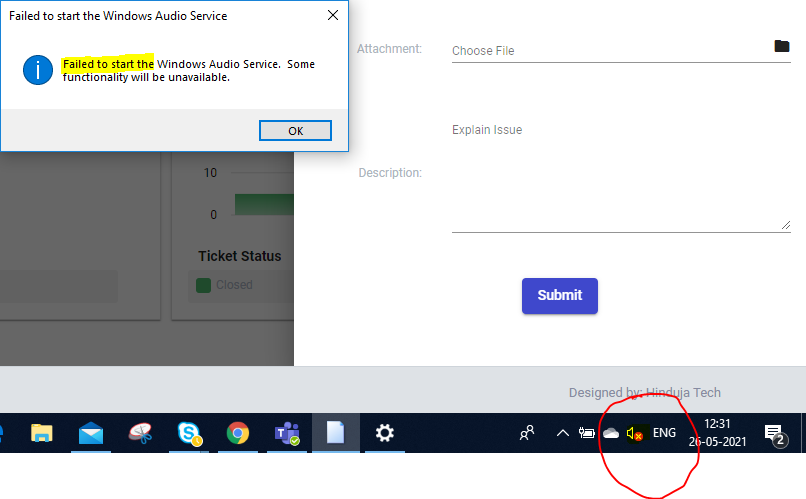 Failed to start the Windows Audio Service
Failed to start the Windows Audio Service. Some
functionality will be unavailable.
OK
Attachment:
Choose File
Explain Issue
Description:
10
0
Ticket Status
Closed
Submit
Designed by: Hinduja Tech
ENG
12:31
26-05-2021
2